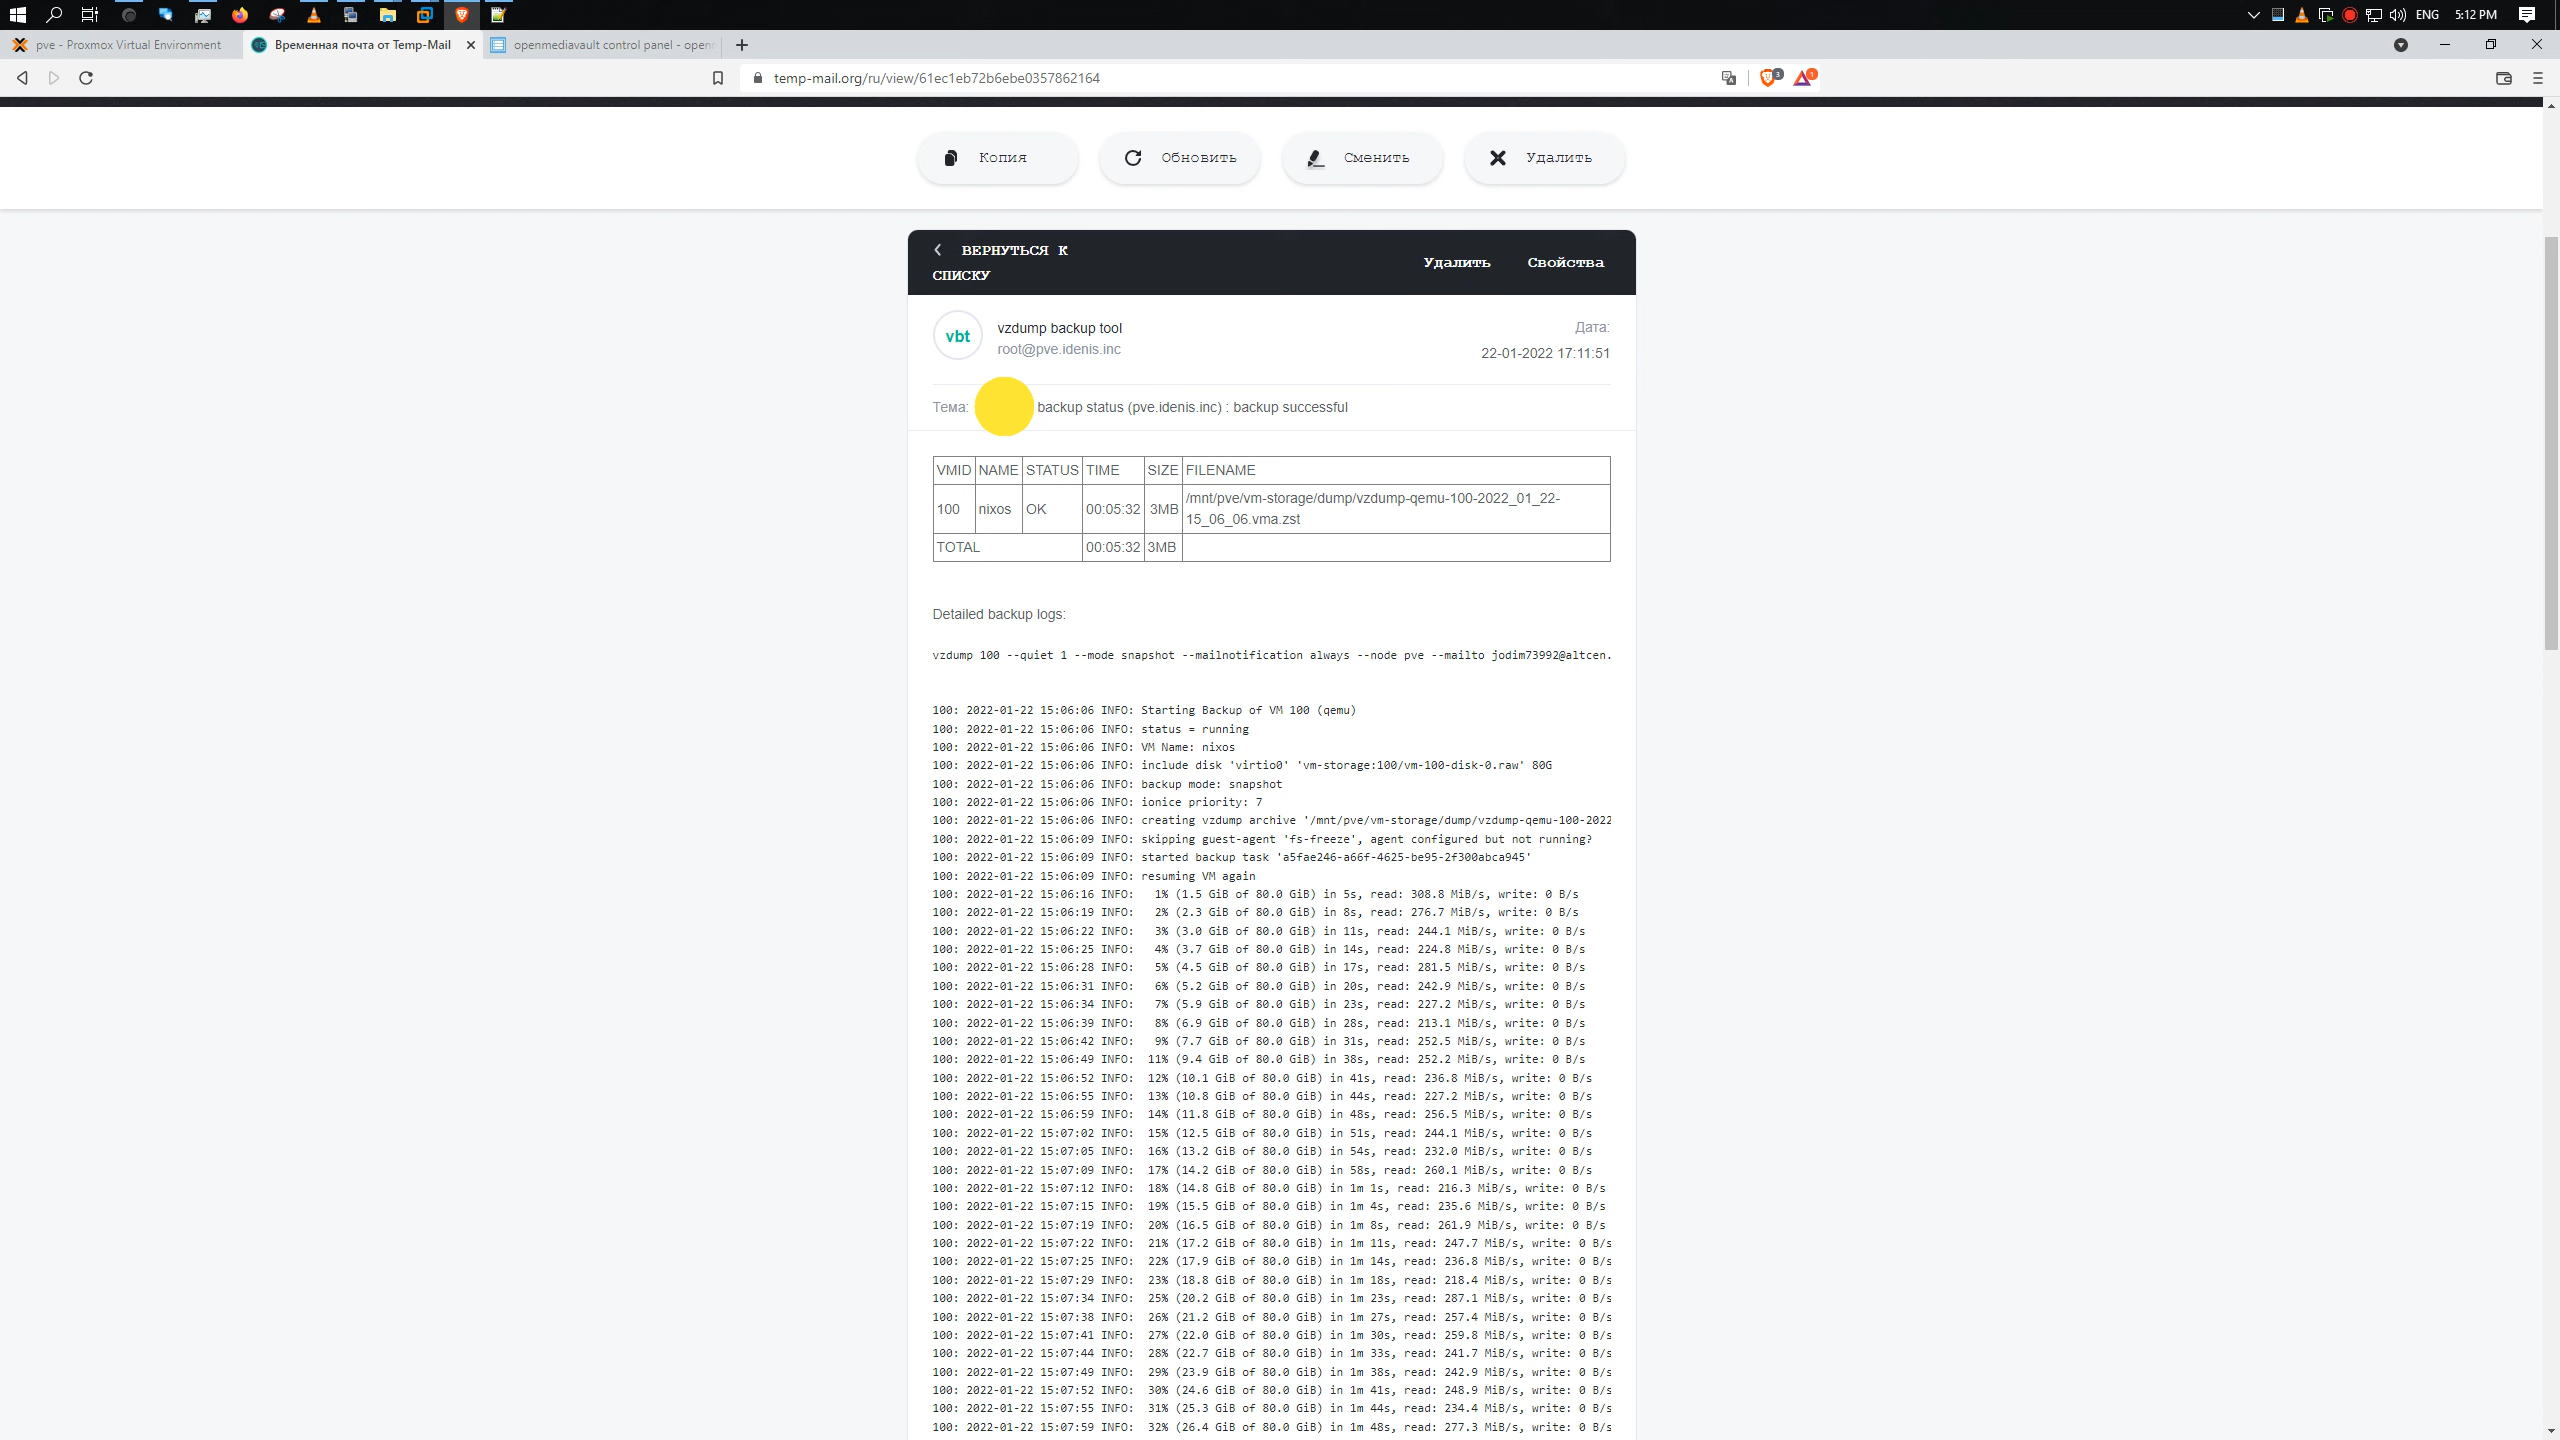 ENG 5:12 PM
pve - Proxmox Virtual Environment
Временная почта от Temp-Mail
openmediavault control panel - open
temp-mail.org/ru/view/61ec1eb72b6ebe0357862164
3
1
Копия
Обновить
Сменить
Удалить
ВЕРНУТЬСЯ К
СПИСКУ
Удалить Свойства
vbt
vzdump backup tool
root@pve.idenis.inc
Дата:
22-01-2022 17:11:51
Тема: backup status (pve.idenis.inc) : backup successful
VMID NAME STATUS TIME SIZE FILENAME
100 nixos OK 00:05:32 3MB /mnt/pve/vm-storage/dump/vzdump-qemu-100-2022_01_22-
15_06_06.vma.zst
TOTAL 00:05:32 3MB
Detailed backup logs:
vzdump 100 --quiet 1 --mode snapshot --mailnotification always --node pve --mailto jodim73992@altcen.
100: 2022-01-22 15:06:06 INFO: Starting Backup of VM 100 (qemu)
100: 2022-01-22 15:06:06 INFO: status = running
100: 2022-01-22 15:06:06 INFO: VM Name: nixos
100: 2022-01-22 15:06:06 INFO: include disk 'virtio0' 'vm-storage:100/vm-100-disk-0.raw' 80G
100: 2022-01-22 15:06:06 INFO: backup mode: snapshot
100: 2022-01-22 15:06:06 INFO: ionice priority: 7
100: 2022-01-22 15:06:06 INFO: creating vzdump archive '/mnt/pve/vm-storage/dump/vzdump-qemu-100-2022
100: 2022-01-22 15:06:09 INFO: skipping guest-agent 'fs-freeze', agent configured but not running?
100: 2022-01-22 15:06:09 INFO: started backup task 'a5fae246-a66f-4625-be95-2f300abca945'
100: 2022-01-22 15:06:09 INFO: resuming VM again
100: 2022-01-22 15:06:16 INFO: 1% (1.5 GiB of 80.0 GiB) in 5s, read: 308.8 MiB/s, write: 0 B/s
100: 2022-01-22 15:06:19 INFO: 2% (2.3 GiB of 80.0 GiB) in 8s, read: 276.7 MiB/s, write: 0 B/s
100: 2022-01-22 15:06:22 INFO: 3% (3.0 GiB of 80.0 GiB) in 11s, read: 244.1 MiB/s, write: 0 B/s
100: 2022-01-22 15:06:25 INFO: 4% (3.7 GiB of 80.0 GiB) in 14s, read: 224.8 MiB/s, write: 0 B/s
100: 2022-01-22 15:06:28 INFO: 5% (4.5 GiB of 80.0 GiB) in 17s, read: 281.5 MiB/s, write: 0 B/s
100: 2022-01-22 15:06:31 INFO: 6% (5.2 GiB of 80.0 GiB) in 20s, read: 242.9 MiB/s, write: 0 B/s
100: 2022-01-22 15:06:34 INFO: 7% (5.9 GiB of 80.0 GiB) in 23s, read: 227.2 MiB/s, write: 0 B/s
100: 2022-01-22 15:06:39 INFO: 8% (6.9 GiB of 80.0 GiB) in 28s, read: 213.1 MiB/s, write: 0 B/s
100: 2022-01-22 15:06:42 INFO: 9% (7.7 GiB of 80.0 GiB) in 31s, read: 252.5 MiB/s, write: 0 B/s
100: 2022-01-22 15:06:49 INFO: 11% (9.4 GiB of 80.0 GiB) in 38s, read: 252.2 MiB/s, write: 0 B/s
100: 2022-01-22 15:06:52 INFO: 12% (10.1 GiB of 80.0 GiB) in 41s, read: 236.8 MiB/s, write: 0 B/s
100: 2022-01-22 15:06:55 INFO: 13% (10.8 GiB of 80.0 GiB) in 44s, read: 227.2 MiB/s, write: 0 B/s
100: 2022-01-22 15:06:59 INFO: 14% (11.8 GiB of 80.0 GiB) in 48s, read: 256.5 MiB/s, write: 0 B/s
100: 2022-01-22 15:07:02 INFO: 15% (12.5 GiB of 80.0 GiB) in 51s, read: 244.1 MiB/s, write: 0 B/s
100: 2022-01-22 15:07:05 INFO: 16% (13.2 GiB of 80.0 GiB) in 54s, read: 232.0 MiB/s, write: 0 B/s
100: 2022-01-22 15:07:09 INFO: 17% (14.2 GiB of 80.0 GiB) in 58s, read: 260.1 MiB/s, write: 0 B/s
100: 2022-01-22 15:07:12 INFO: 18% (14.8 GiB of 80.0 GiB) in 1m 1s, read: 216.3 MiB/s, write: 0 B/s
100: 2022-01-22 15:07:15 INFO: 19% (15.5 GiB of 80.0 GiB) in 1m 4s, read: 235.6 MiB/s, write: 0 B/s
100: 2022-01-22 15:07:19 INFO: 20% (16.5 GiB of 80.0 GiB) in 1m 8s, read: 261.9 MiB/s, write: 0 B/s
100: 2022-01-22 15:07:22 INFO: 21% (17.2 GiB of 80.0 GiB) in 1m 11s, read: 247.7 MiB/s, write: 0 B/s
100: 2022-01-22 15:07:25 INFO: 22% (17.9 GiB of 80.0 GiB) in 1m 14s, read: 236.8 MiB/s, write: 0 B/s
100: 2022-01-22 15:07:29 INFO: 23% (18.8 GiB of 80.0 GiB) in 1m 18s, read: 218.4 MiB/s, write: 0 B/s
100: 2022-01-22 15:07:34 INFO: 25% (20.2 GiB of 80.0 GiB) in 1m 23s, read: 287.1 MiB/s, write: 0 B/s
100: 2022-01-22 15:07:38 INFO: 26% (21.2 GiB of 80.0 GiB) in 1m 27s, read: 257.4 MiB/s, write: 0 B/s
100: 2022-01-22 15:07:41 INFO: 27% (22.0 GiB of 80.0 GiB) in 1m 30s, read: 259.8 MiB/s, write: 0 B/s
100: 2022-01-22 15:07:44 INFO: 28% (22.7 GiB of 80.0 GiB) in 1m 33s, read: 241.7 MiB/s, write: 0 B/s
100: 2022-01-22 15:07:49 INFO: 29% (23.9 GiB of 80.0 GiB) in 1m 38s, read: 242.9 MiB/s, write: 0 B/s
100: 2022-01-22 15:07:52 INFO: 30% (24.6 GiB of 80.0 GiB) in 1m 41s, read: 248.9 MiB/s, write: 0 B/s
100: 2022-01-22 15:07:55 INFO: 31% (25.3 GiB of 80.0 GiB) in 1m 44s, read: 234.4 MiB/s, write: 0 B/s
100: 2022-01-22 15:07:59 INFO: 32% (26.4 GiB of 80.0 GiB) in 1m 48s, read: 277.3 MiB/s, write: 0 B/s